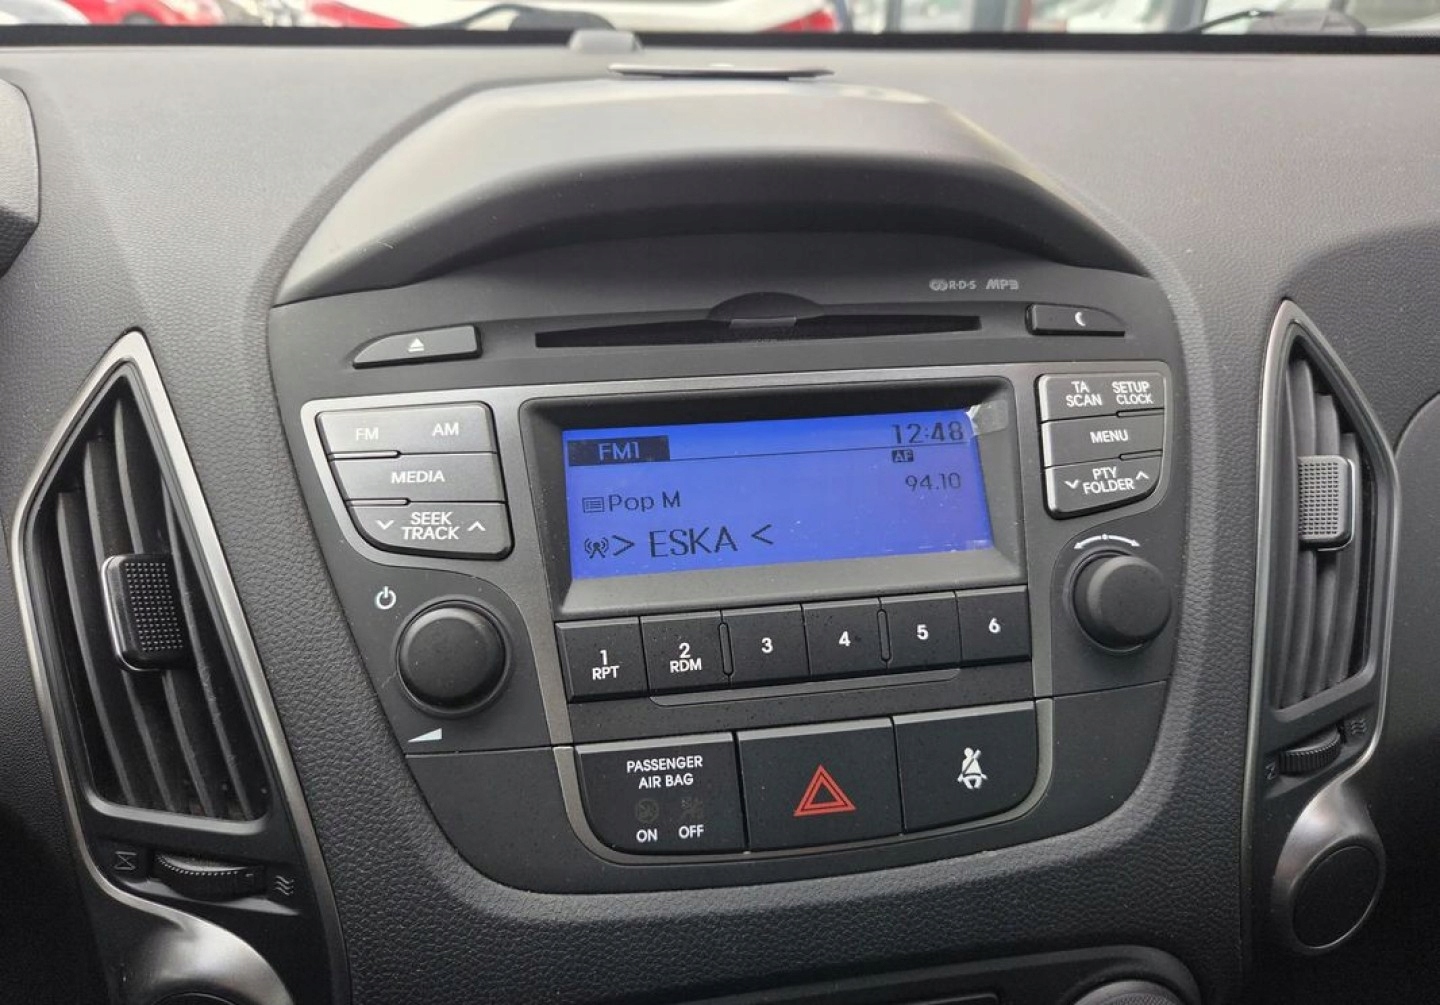 R·D·S MP3
FM AM
MEDIA
SEEK
TRACK
FM1 12:48
AF
94.10
Pop M
> ESKA <
TA
SCAN
SETUP
CLOCK
MENU
PTY
FOLDER
1
RPT
2
RDM
3
4
5
6
PASSENGER
AIR BAG
ON OFF